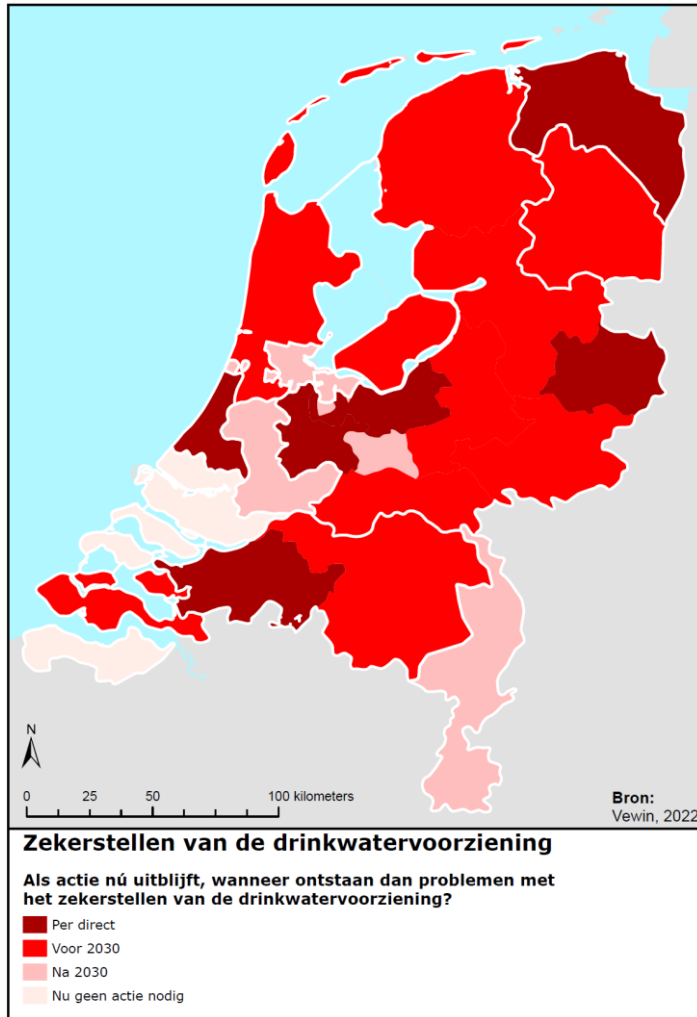 N
0 25 50 100 kilometers
Bron:
Vewin, 2022
Zekerstellen van de drinkwatervoorziening
Als actie nú uitblijft, wanneer ontstaan dan problemen met
het zekerstellen van de drinkwatervoorziening?
Per direct
Voor 2030
Na 2030
Nu geen actie nodig